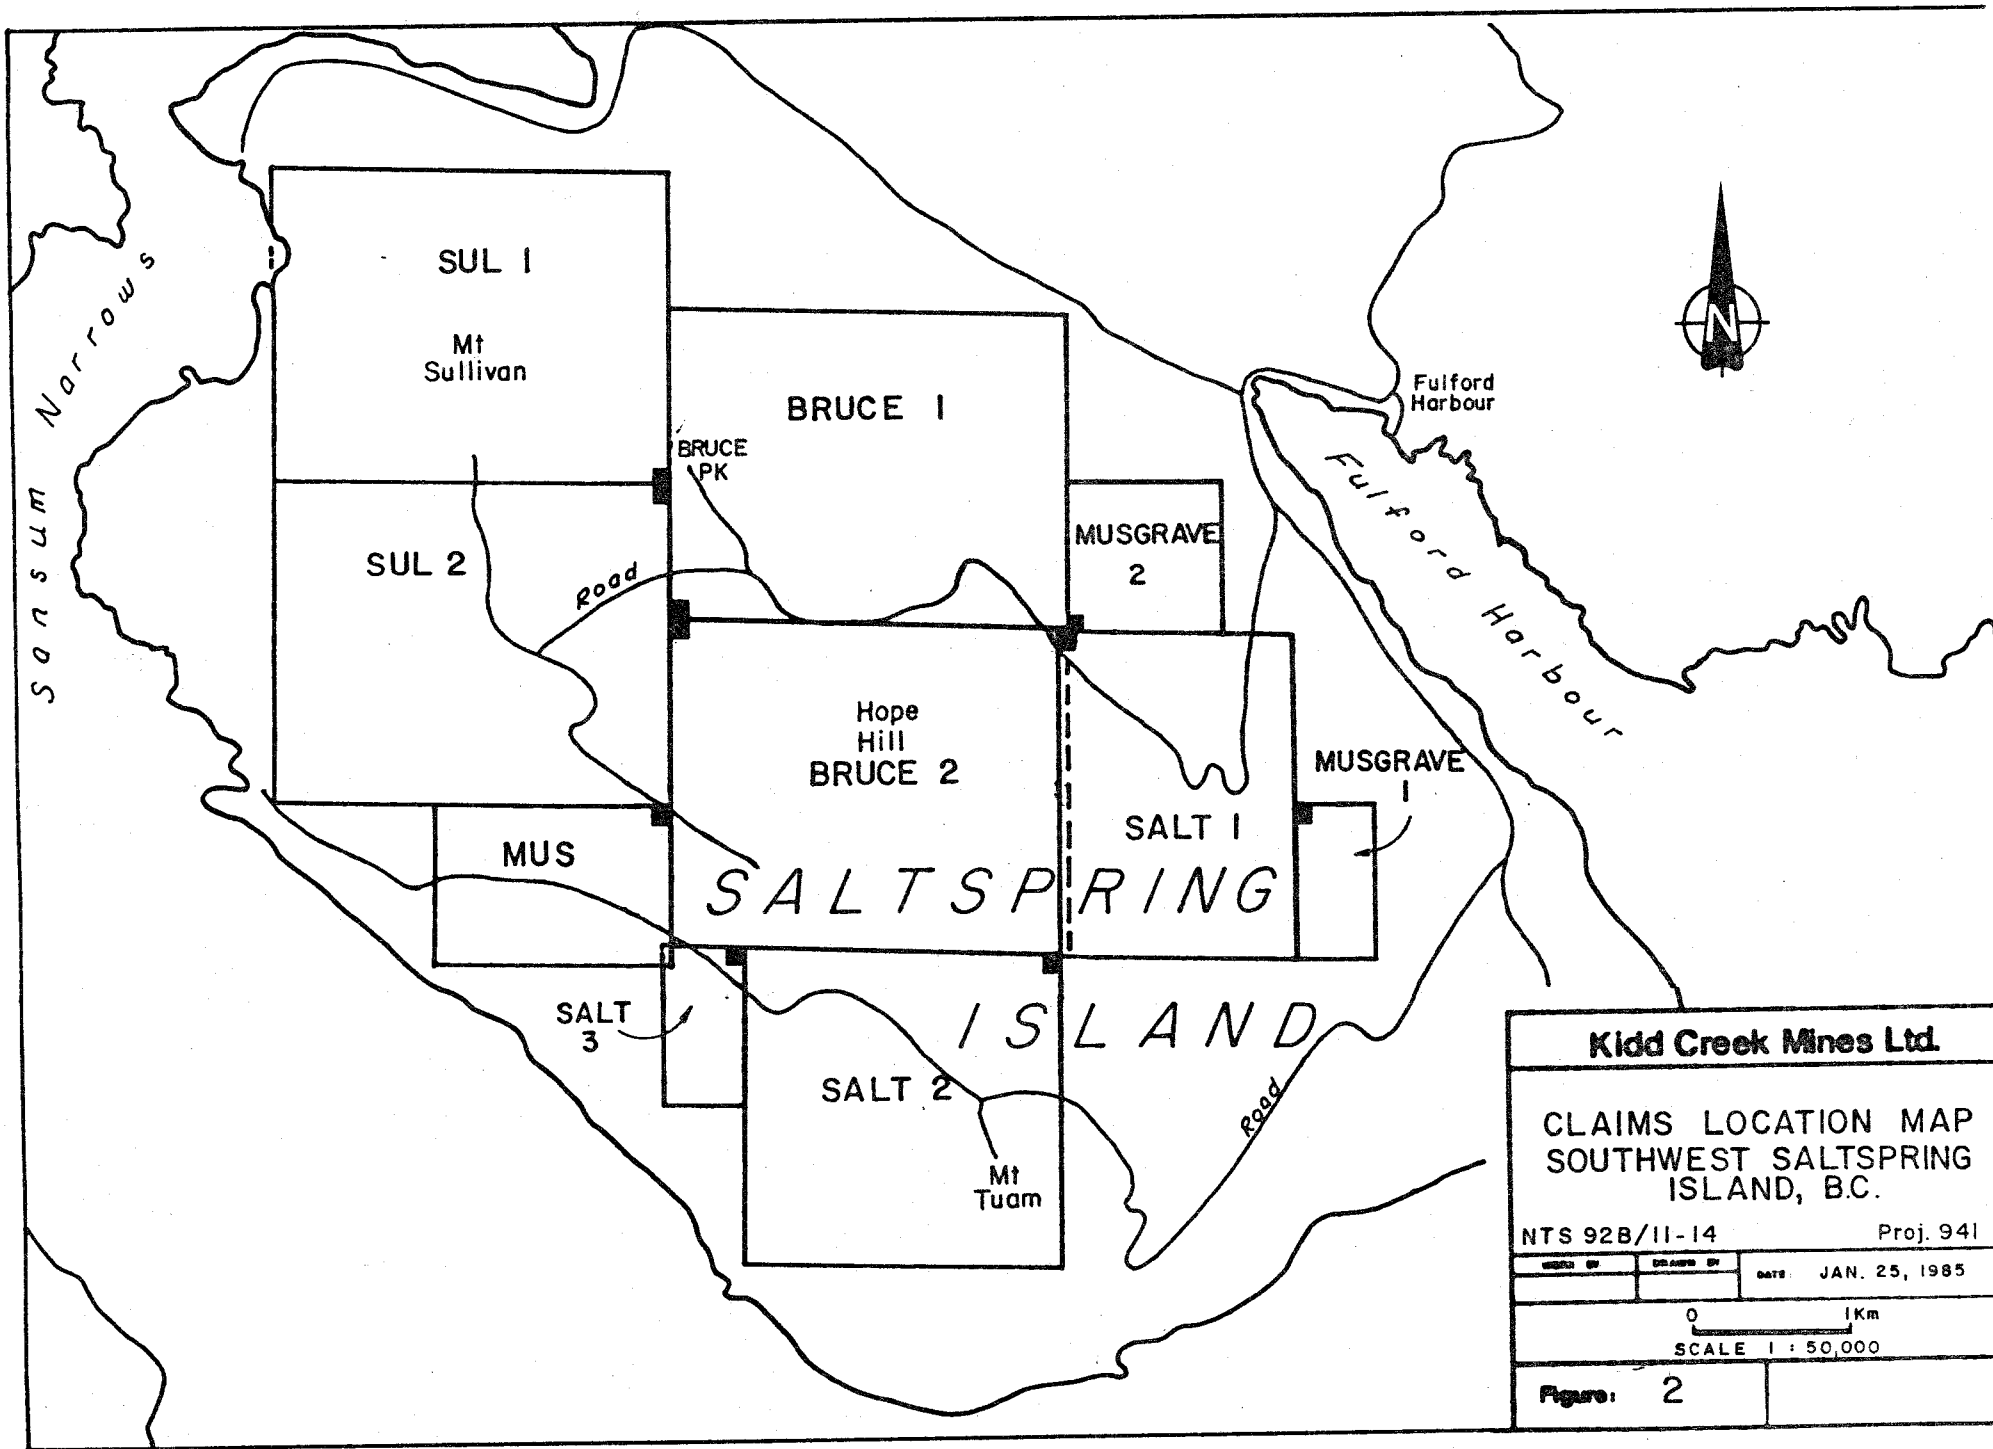 Sansum Narrows
SUL 1
Mt
Sullivan
BRUCE 1
BRUCE
PK
Fulford
Harbour
N
Fulford Harbour
MUSGRAVE
2
SUL 2
Road
Hope
Hill
BRUCE 2
MUSGRAVE
1
SALT 1
MUS
SALTSPRING
ISLAND
SALT
3
SALT 2
Road
Mt
Tuam
Kidd Creek Mines Ltd.
CLAIMS LOCATION MAP
SOUTHWEST SALTSPRING
ISLAND, B.C.
NTS 92B/11-14 Proj. 941
DRAWN BY DATE JAN. 25, 1985
0 1Km
SCALE 1 : 50,000
Figure: 2